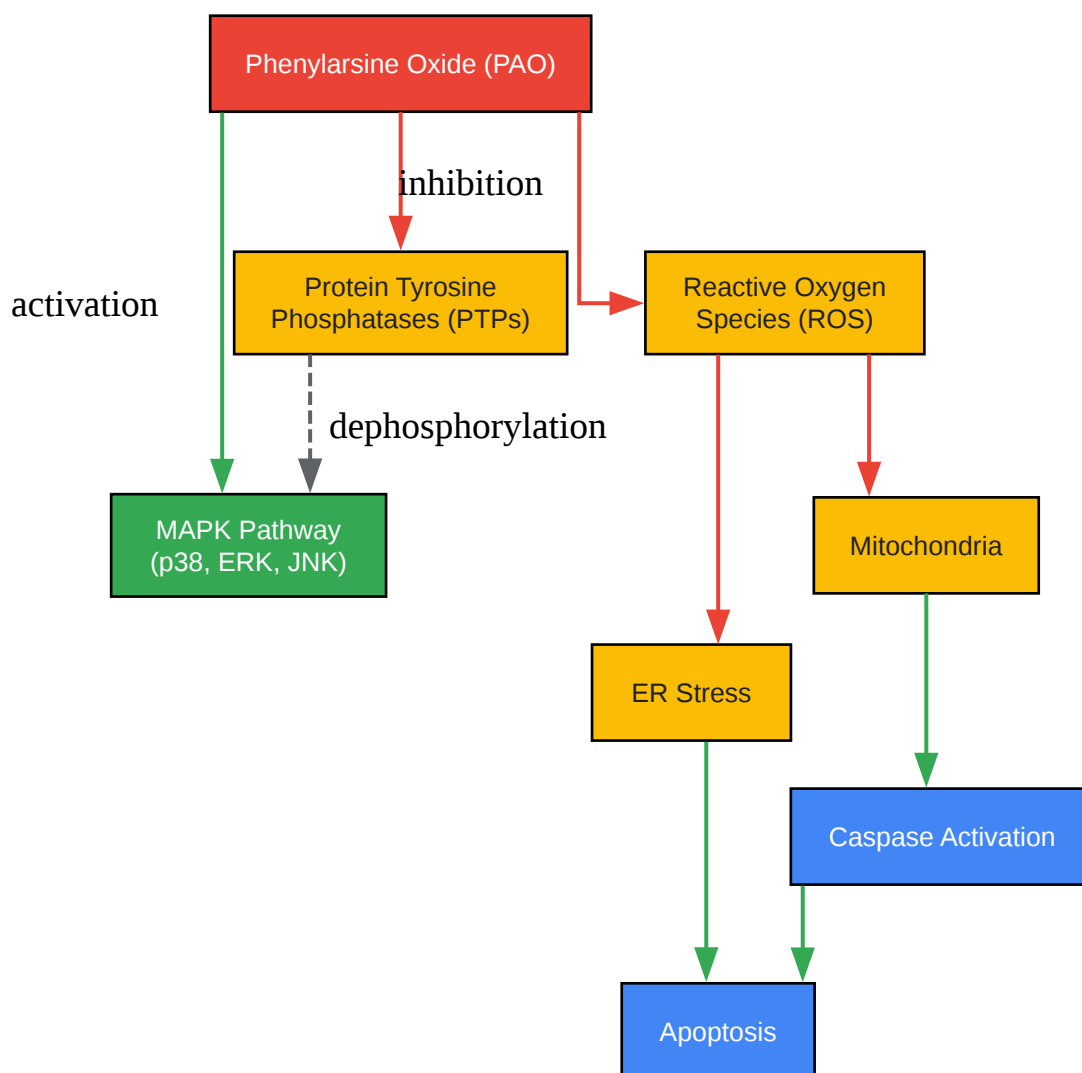 Phenylarsine Oxide (PAO)
inhibition
activation
Protein Tyrosine
Phosphatases (PTPs)
Reactive Oxygen
Species (ROS)
dephosphorylation
MAPK Pathway
(p38, ERK, JNK)
Mitochondria
ER Stress
Caspase Activation
Apoptosis